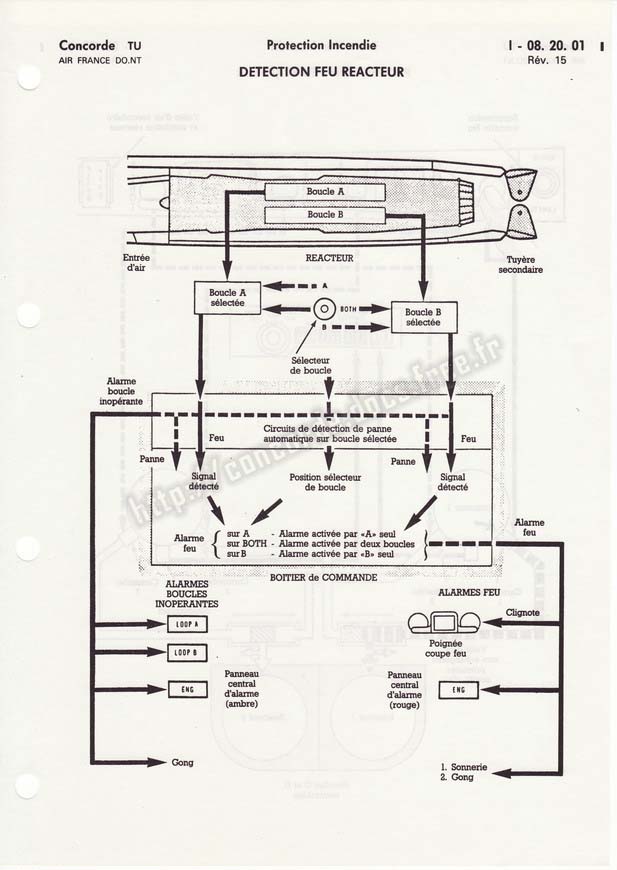 Concorde TU
AIR FRANCE DO.NT
Protection Incendie
DETECTION FEU REACTEUR
I - 08. 20. 01
Rév. 15
Boucle A
Boucle B
Entrée
d'air
REACTEUR
Tuyère
secondaire
Boucle A
sélectée
A
BOTH
B
Boucle B
sélectée
Sélecteur
de boucle
Alarme
boucle
inopérante
Circuits de détection de panne
automatique sur boucle sélectée
Feu
Feu
Panne
Panne
Signal
détecté
Position sélecteur
de boucle
Signal
détecté
Alarme
feu
sur A - Alarme activée par «A» seul
sur BOTH - Alarme activée par deux boucles
sur B - Alarme activée par «B» seul
Alarme
feu
BOITIER de COMMANDE
ALARMES
BOUCLES
INOPERANTES
LOOP A
LOOP B
ENG
Panneau
central
d'alarme
(ambre)
Gong
ALARMES FEU
Clignote
Poignée
coupe feu
Panneau
central
d'alarme
(rouge)
ENG
1. Sonnerie
2. Gong